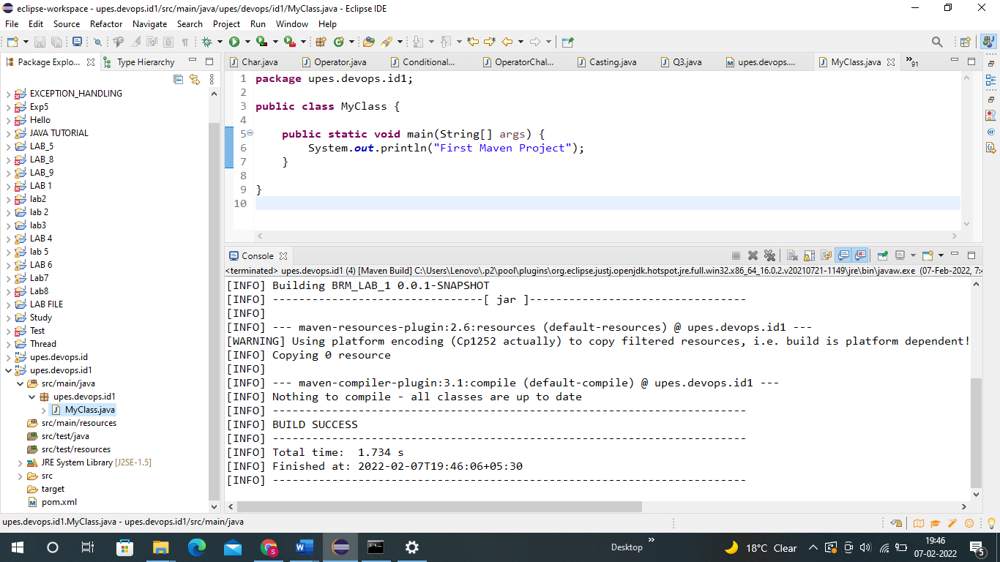 eclipse-workspace - upes.devops.id1/src/main/java/upes/devops/id1/MyClass.java - Eclipse IDE
File Edit Source Refactor Navigate Search Project Run Window Help
Package Explo... Type Hierarchy
EXCEPTION_HANDLING
Exp5
Hello
JAVA TUTORIAL
LAB_5
LAB_8
LAB_9
LAB 1
lab2
lab 2
lab3
LAB 4
lab 5
LAB 6
Lab7
Lab8
LAB FILE
Study
Test
Thread
upes.devops.id
upes.devops.id1
src/main/java
upes.devops.id1
MyClass.java
src/main/resources
src/test/java
src/test/resources
JRE System Library [J2SE-1.5]
src
target
pom.xml
Char.java Operator.java Conditional... OperatorChal... Casting.java Q3.java upes.devops.... MyClass.java 91
1 package upes.devops.id1;
2
3 public class MyClass {
4
5 public static void main(String[] args) {
6 System.out.println("First Maven Project");
7 }
8
9 }
10
Console
<terminated> upes.devops.id1 (4) [Maven Build] C:\Users\Lenovo\.p2\pool\plugins\org.eclipse.justj.openjdk.hotspot.jre.full.win32.x86_64_16.0.2.v20210721-1149\jre\bin\javaw.exe (07-Feb-2022, 7:4
[INFO] Building BRM_LAB_1 0.0.1-SNAPSHOT
[INFO] --------------------------------[ jar ]---------------------------------
[INFO]
[INFO] --- maven-resources-plugin:2.6:resources (default-resources) @ upes.devops.id1 ---
[WARNING] Using platform encoding (Cp1252 actually) to copy filtered resources, i.e. build is platform dependent!
[INFO] Copying 0 resource
[INFO]
[INFO] --- maven-compiler-plugin:3.1:compile (default-compile) @ upes.devops.id1 ---
[INFO] Nothing to compile - all classes are up to date
[INFO] ------------------------------------------------------------------------
[INFO] BUILD SUCCESS
[INFO] ------------------------------------------------------------------------
[INFO] Total time:  1.734 s
[INFO] Finished at: 2022-02-07T19:46:06+05:30
[INFO] ------------------------------------------------------------------------
upes.devops.id1.MyClass.java - upes.devops.id1/src/main/java
Desktop 18°C Clear 19:46
07-02-2022 5